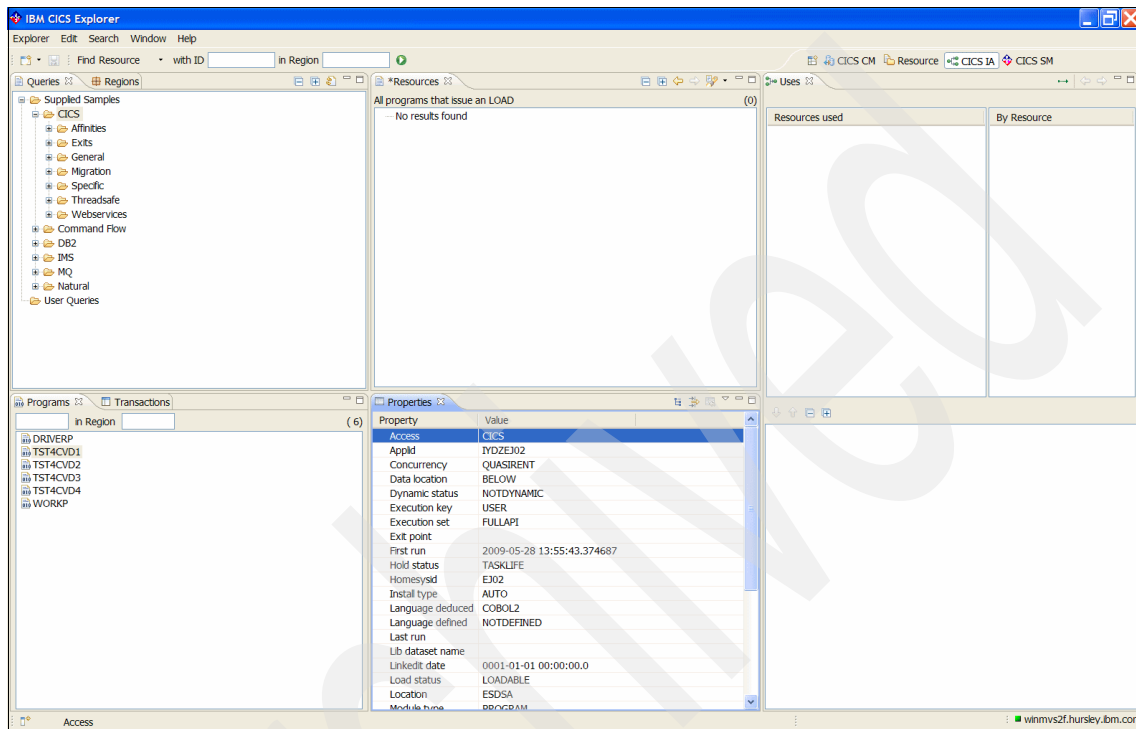 IBM CICS Explorer
Explorer Edit Search Window Help
Find Resource with ID in Region
CICS CM Resource CICS IA CICS SM
Queries Regions
Supplied Samples
CICS
Affinities
Exits
General
Migration
Specific
Threadsafe
Webservices
Command Flow
DB2
IMS
MQ
Natural
User Queries
*Resources
All programs that issue an LOAD (0)
No results found
Uses
Resources used By Resource
Programs Transactions
in Region (6)
DRIVERP
TST4CVD1
TST4CVD2
TST4CVD3
TST4CVD4
WORKP
Properties
Property Value
Access CICS
Applid IYDZEJ02
Concurrency QUASIRENT
Data location BELOW
Dynamic status NOTDYNAMIC
Execution key USER
Execution set FULLAPI
Exit point
First run 2009-05-28 13:55:43.374687
Hold status TASKLIFE
Homesysid EJ02
Install type AUTO
Language deduced COBOL2
Language defined NOTDEFINED
Last run
Lib dataset name
Linkedit date 0001-01-01 00:00:00.0
Load status LOADABLE
Location ESDSA
Module type PROGRAM
Access
winmvs2f.hursley.ibm.com